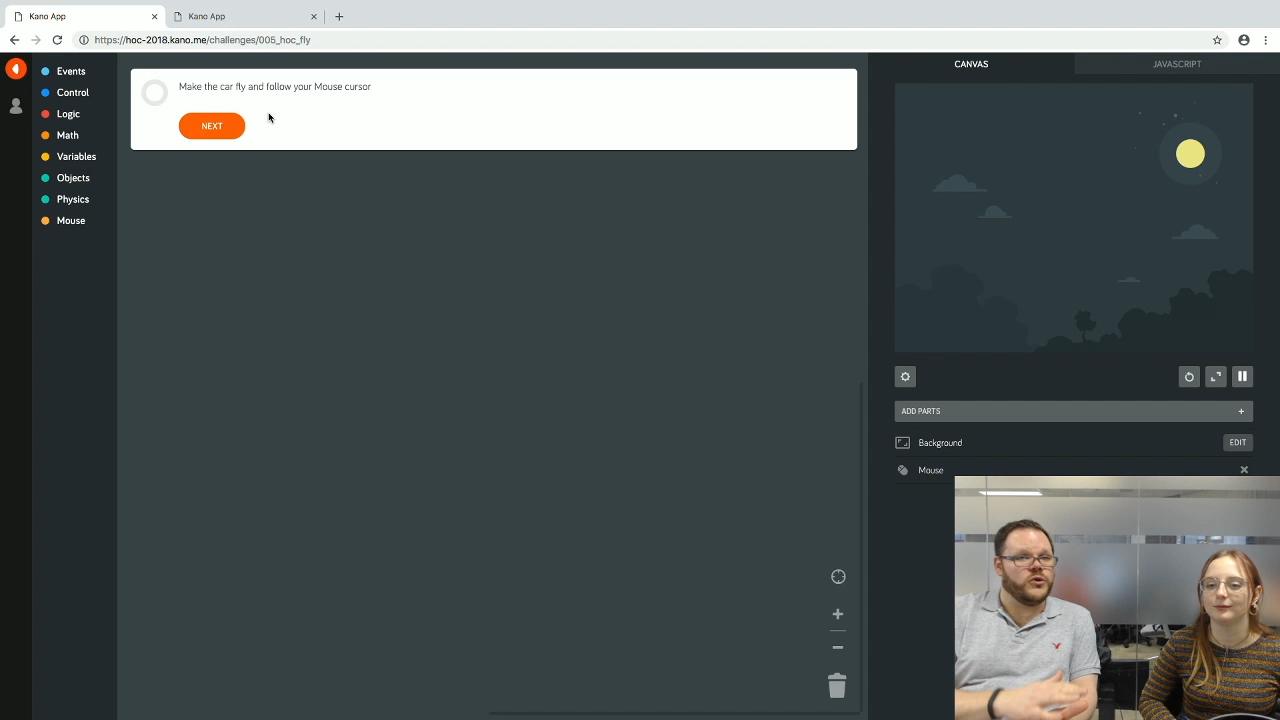 Kano App
Kano App
https://hoc-2018.kano.me/challenges/005_hoc_fly
Events
Control
Logic
Math
Variables
Objects
Physics
Mouse
Make the car fly and follow your Mouse cursor
NEXT
CANVAS
JAVASCRIPT
ADD PARTS
Background
EDIT
Mouse